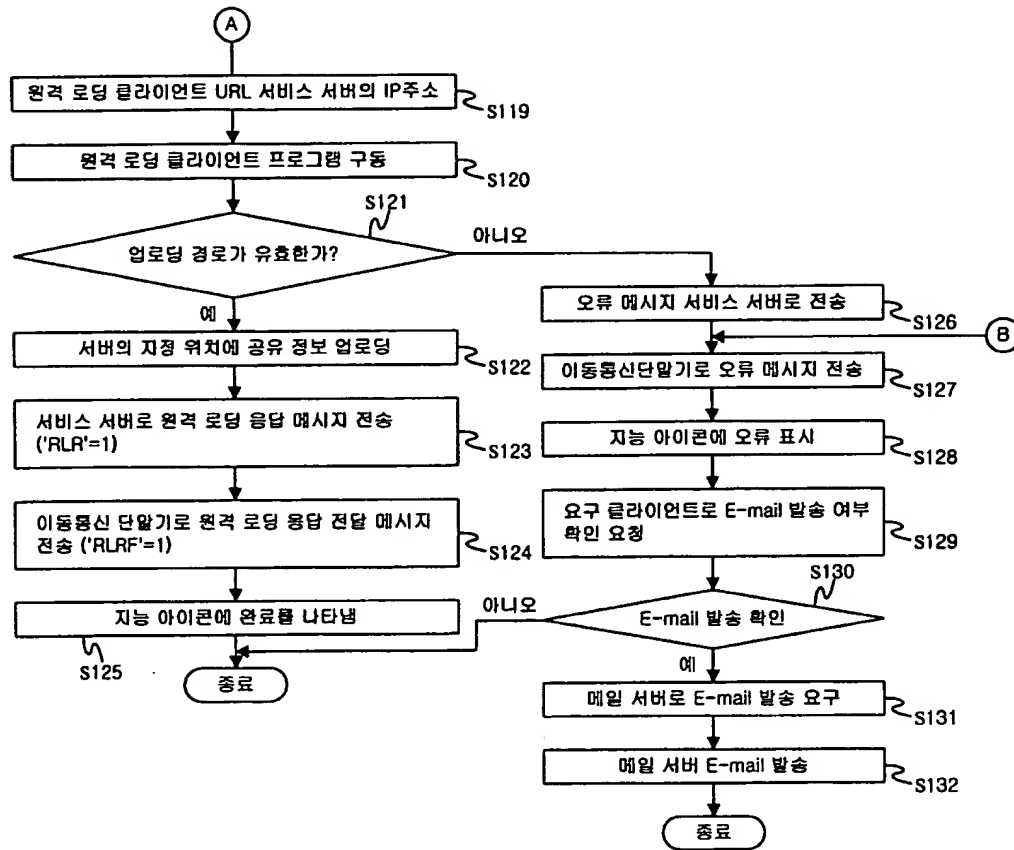 A
원격 로딩 클라이언트 URL 서비스 서버의 IP주소
S119
원격 로딩 클라이언트 프로그램 구동
S120
S121
업로딩 경로가 유효한가?
아니오
예
서버의 지정 위치에 공유 정보 업로딩
S122
서비스 서버로 원격 로딩 응답 메시지 전송
('RLR'=1)
S123
이동통신 단말기로 원격 로딩 응답 전달 메시지
전송 ('RLRF'=1)
S124
지능 아이콘에 완료를 나타냄
S125
종료
오류 메시지 서비스 서버로 전송
S126
B
이동통신단말기로 오류 메시지 전송
S127
지능 아이콘에 오류 표시
S128
요구 클라이언트로 E-mail 발송 여부
확인 요청
S129
S130
아니오
E-mail 발송 확인
예
메일 서버로 E-mail 발송 요구
S131
메일 서버 E-mail 발송
S132
종료